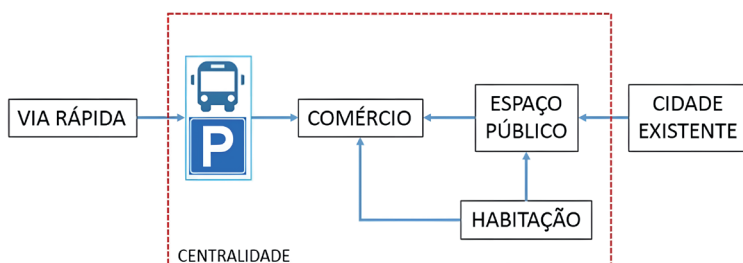 VIA RÁPIDA
P
COMÉRCIO
ESPAÇO
PÚBLICO
CIDADE
EXISTENTE
HABITAÇÃO
CENTRALIDADE